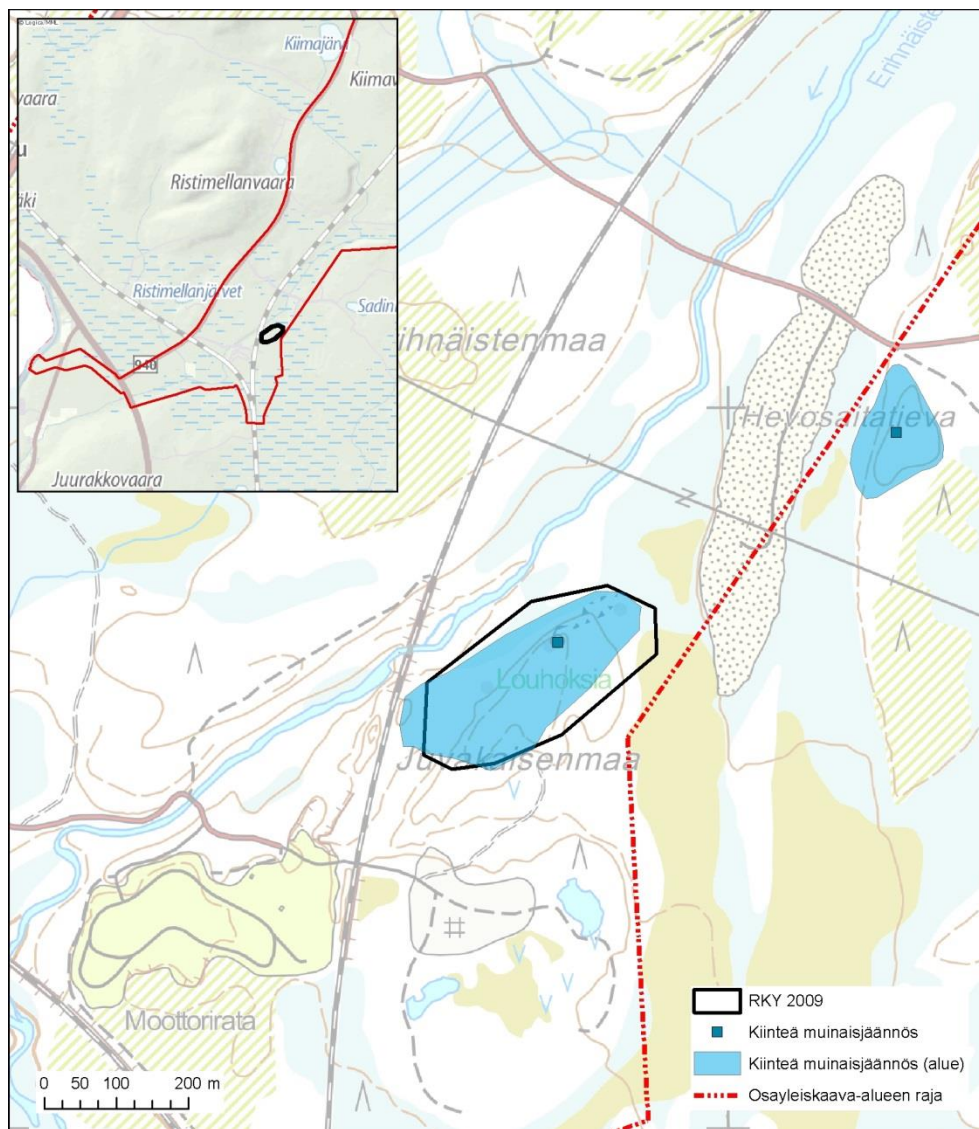 © Logica, MML
Kiimajärvi
Kiimav
vaara
u
Ristimellanvaara
äki
Ristimellanjärvet
Sadin
940
Juurakkovaara
Erihnäisten
ihnäistenmaa
Hevosaitatieva
Z
Louhoksia
Juvakaisenmaa
Moottorirata
RKY 2009
Kiinteä muinaisjäännös
Kiinteä muinaisjäännös (alue)
Osayleiskaava-alueen raja
0 50 100 200 m